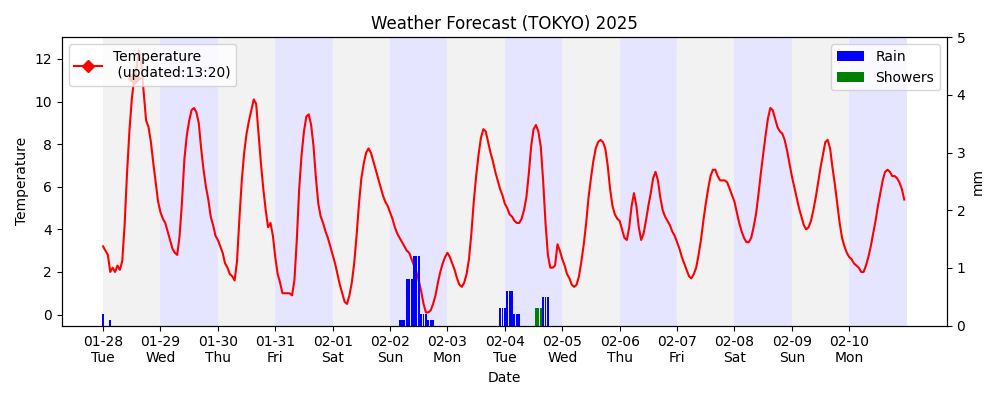 Weather Forecast (TOKYO) 2025
Temperature
(updated:13:20)
Rain
Showers
Temperature
mm
12
10
8
6
4
2
0
5
4
3
2
1
0
01-28 01-29 01-30 01-31 02-01 02-02 02-03 02-04 02-05 02-06 02-07 02-08 02-09 02-10
Tue Wed Thu Fri Sat Sun Mon Tue Wed Thu Fri Sat Sun Mon
Date